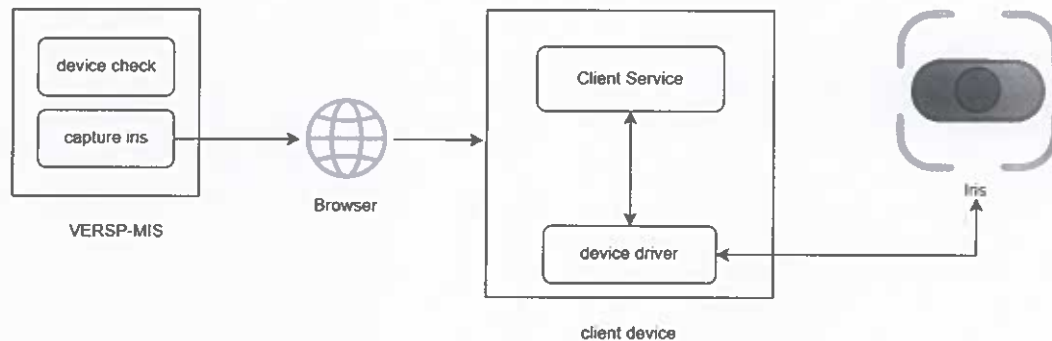 device check
capture iris
VERSP-MIS
Browser
Client Service
device driver
client device
Iris